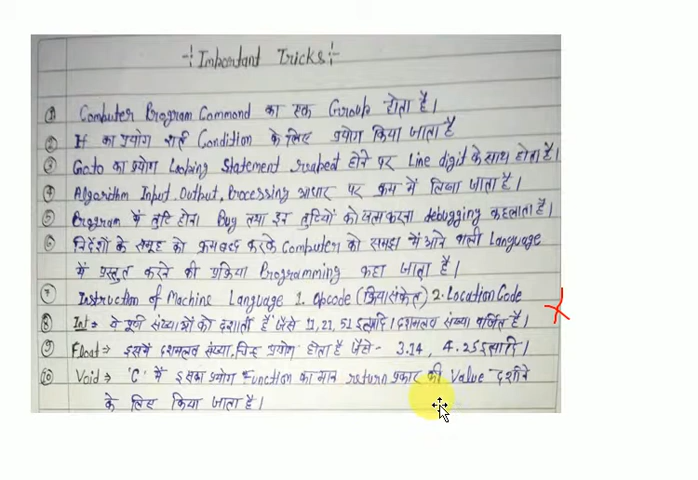 Important Tricks
① Computer Program Command का एक Group होता है।
② If का प्रयोग शर्त Condition के लिए प्रयोग किया जाता है
③ Goto का प्रयोग Looping Statement repeat होने पर Line digit के साथ होता है।
④ Algorithm Input, Output, Processing आधार पर क्रम में लिखा जाता है।
⑤ Program में त्रुटि होना Bug तथा इन त्रुटियों को खत्म करना debugging कहलाता है।
⑥ निर्देशों के समूह को क्रमबद्ध करके Computer को समझ में आने वाली Language
में प्रस्तुत करने की प्रक्रिया Programming कहा जाता है।
⑦ Instruction of Machine Language 1. Opcode (क्रियासंकेत) 2. Location Code
⑧ Int ⇒ ये पूर्ण संख्याओं को दर्शाती हैं जैसे 11, 21, 51 इत्यादि। दशमलव संख्या वर्जित है।
⑨ Float ⇒ इसमें दशमलव संख्या, चिन्ह प्रयोग होता है जैसे - 3.14, 4.25 इत्यादि।
⑩ Void ⇒ 'C' में इसका प्रयोग Function का मान return प्रकार की Value दर्शाने
के लिए किया जाता है।